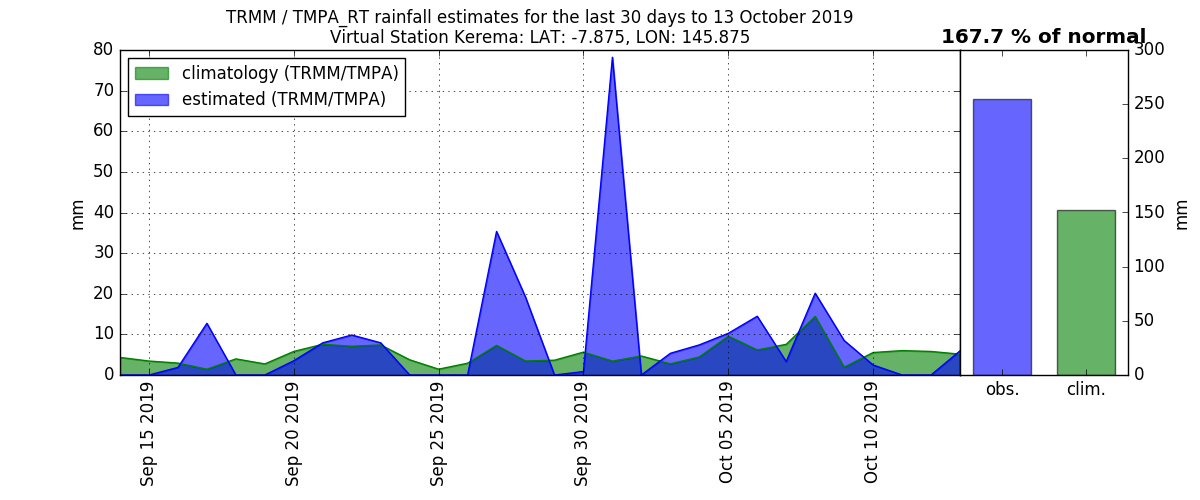 TRMM / TMPA_RT rainfall estimates for the last 30 days to 13 October 2019
Virtual Station Kerema: LAT: -7.875, LON: 145.875
167.7 % of normal
climatology (TRMM/TMPA)
estimated (TRMM/TMPA)
80
70
60
50
40
30
20
10
0
mm
Sep 15 2019
Sep 20 2019
Sep 25 2019
Sep 30 2019
Oct 05 2019
Oct 10 2019
300
250
200
150
100
50
0
mm
obs.
clim.